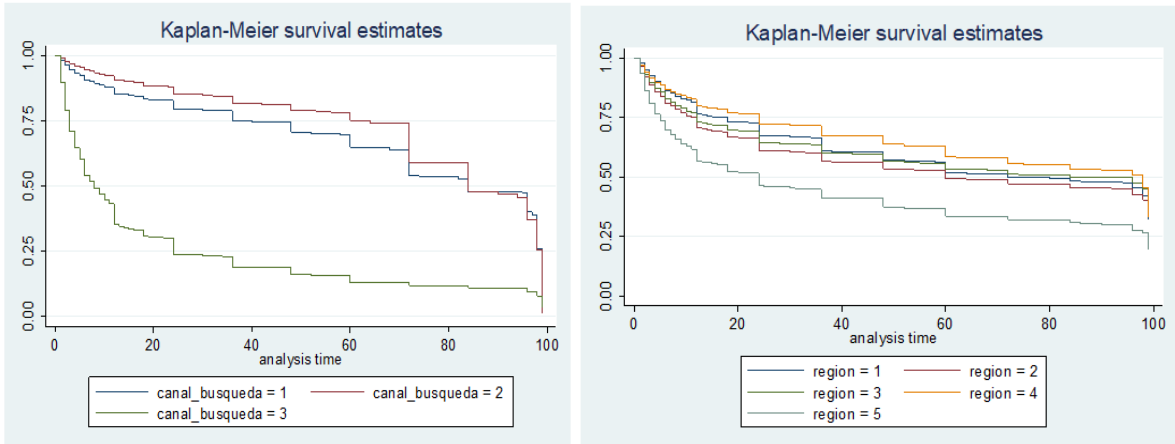 Kaplan-Meier survival estimates
1.00
0.75
0.50
0.25
0.00
0 20 40 60 80 100
analysis time
canal_busqueda = 1 canal_busqueda = 2
canal_busqueda = 3
Kaplan-Meier survival estimates
1.00
0.75
0.50
0.25
0.00
0 20 40 60 80 100
analysis time
region = 1 region = 2
region = 3 region = 4
region = 5